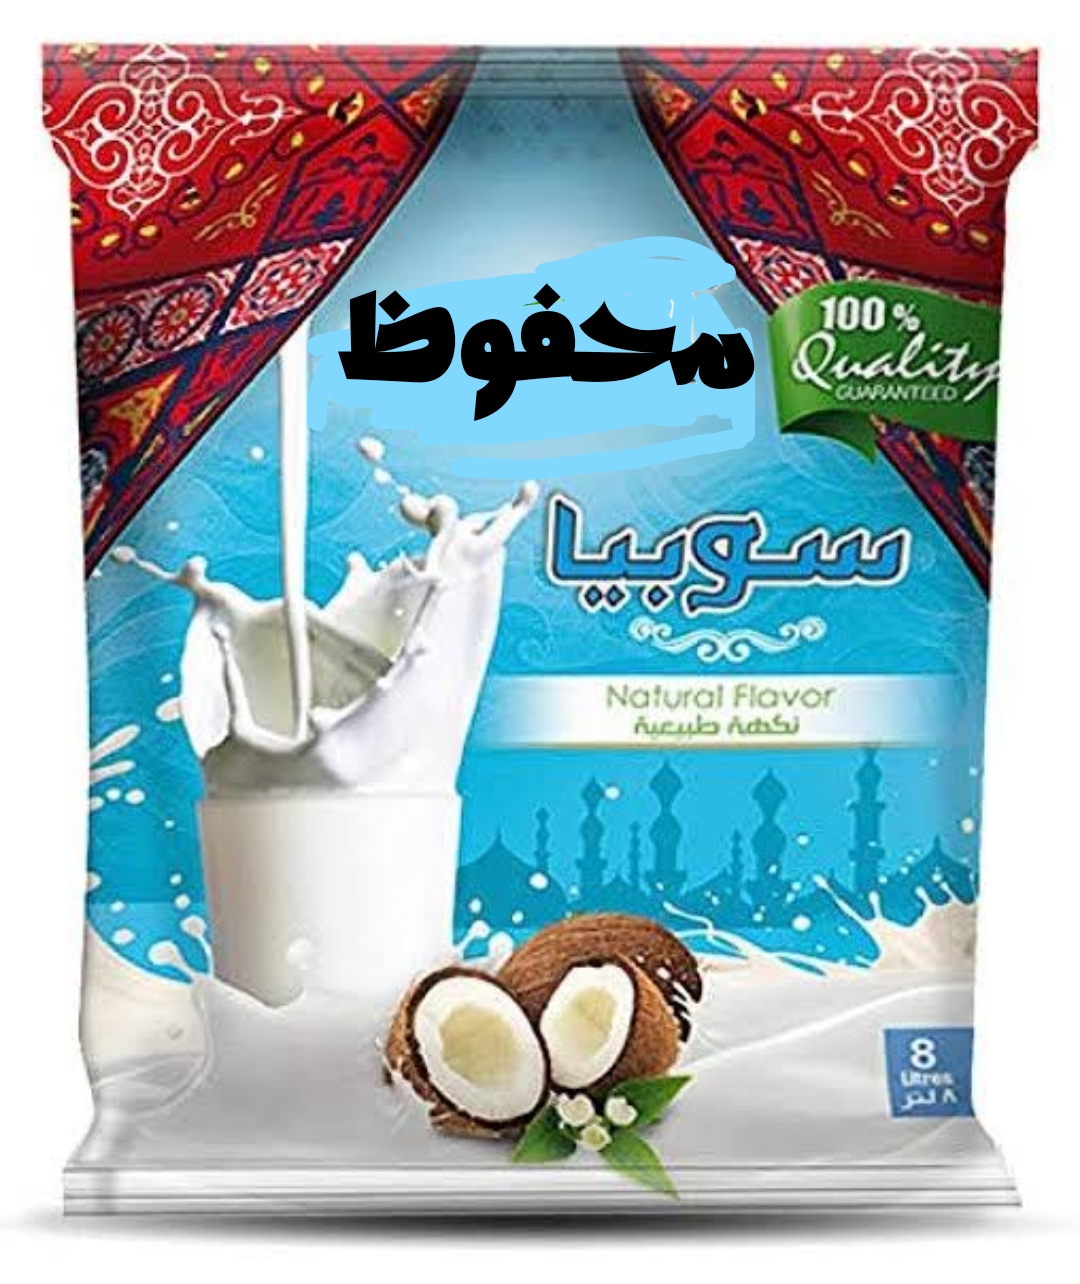 محفوظ
100 %
Quality
GUARANTEED
سوبيا
Natural Flavor
نكهة طبيعية
8
Litres
٨ لتر